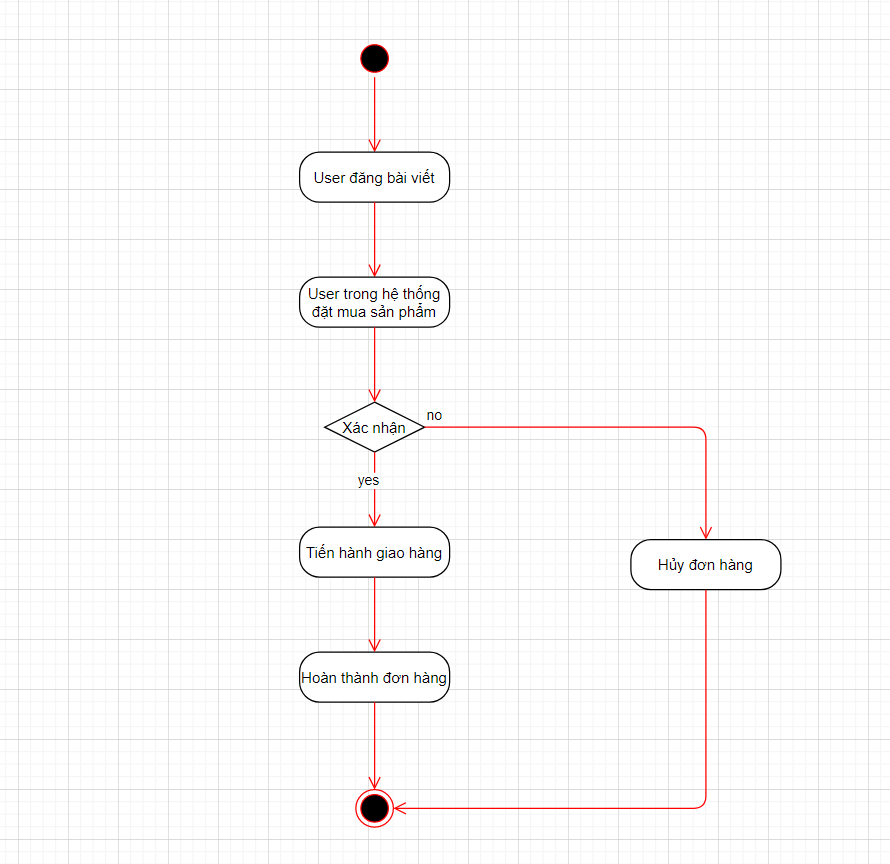 User đăng bài viết
User trong hệ thống
đặt mua sản phẩm
no
Xác nhận
yes
Tiến hành giao hàng
Hủy đơn hàng
Hoàn thành đơn hàng